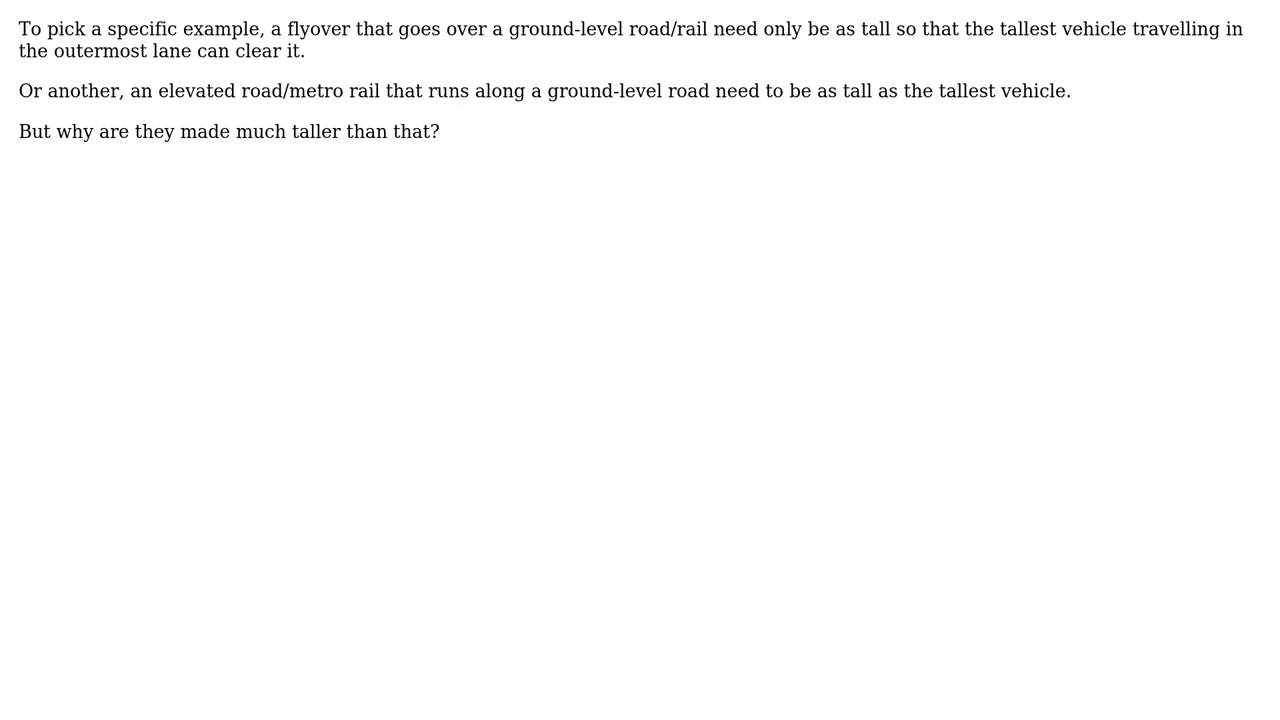 To pick a specific example, a flyover that goes over a ground-level road/rail need only be as tall so that the tallest vehicle travelling in
the outermost lane can clear it.
Or another, an elevated road/metro rail that runs along a ground-level road need to be as tall as the tallest vehicle.
But why are they made much taller than that?